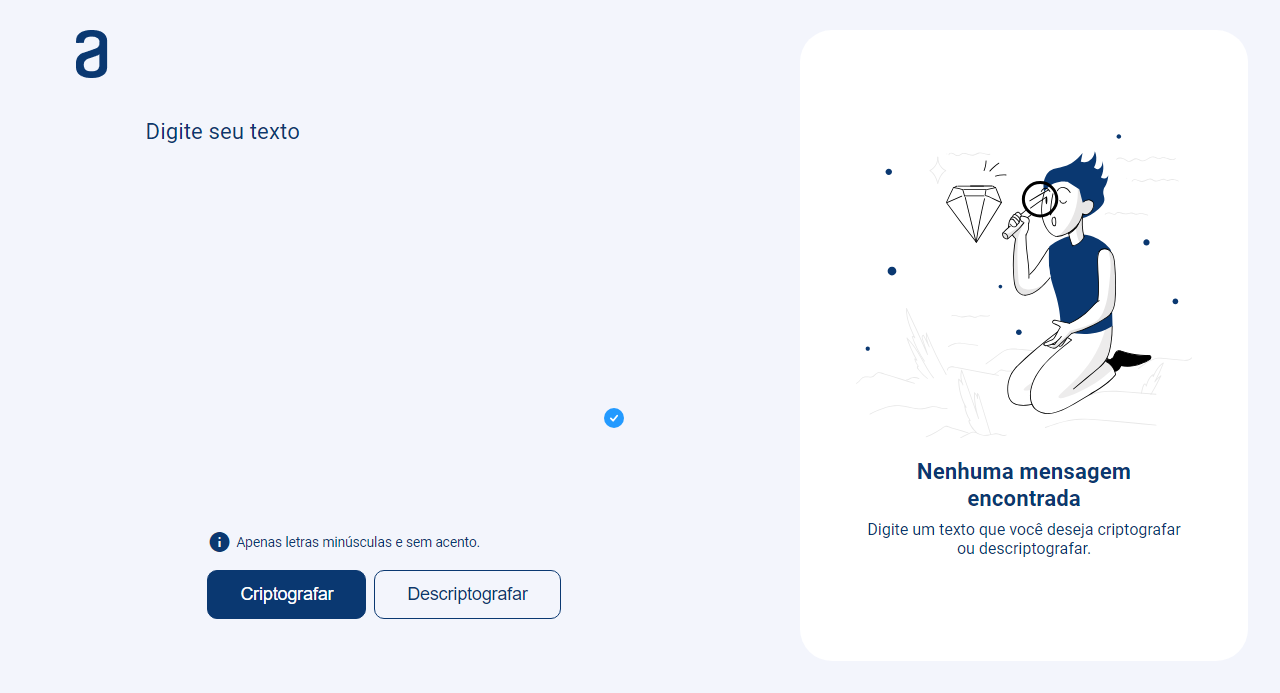 a
Digite seu texto
Apenas letras minúsculas e sem acento.
Criptografar
Descriptografar
Nenhuma mensagem
encontrada
Digite um texto que você deseja criptografar
ou descriptografar.